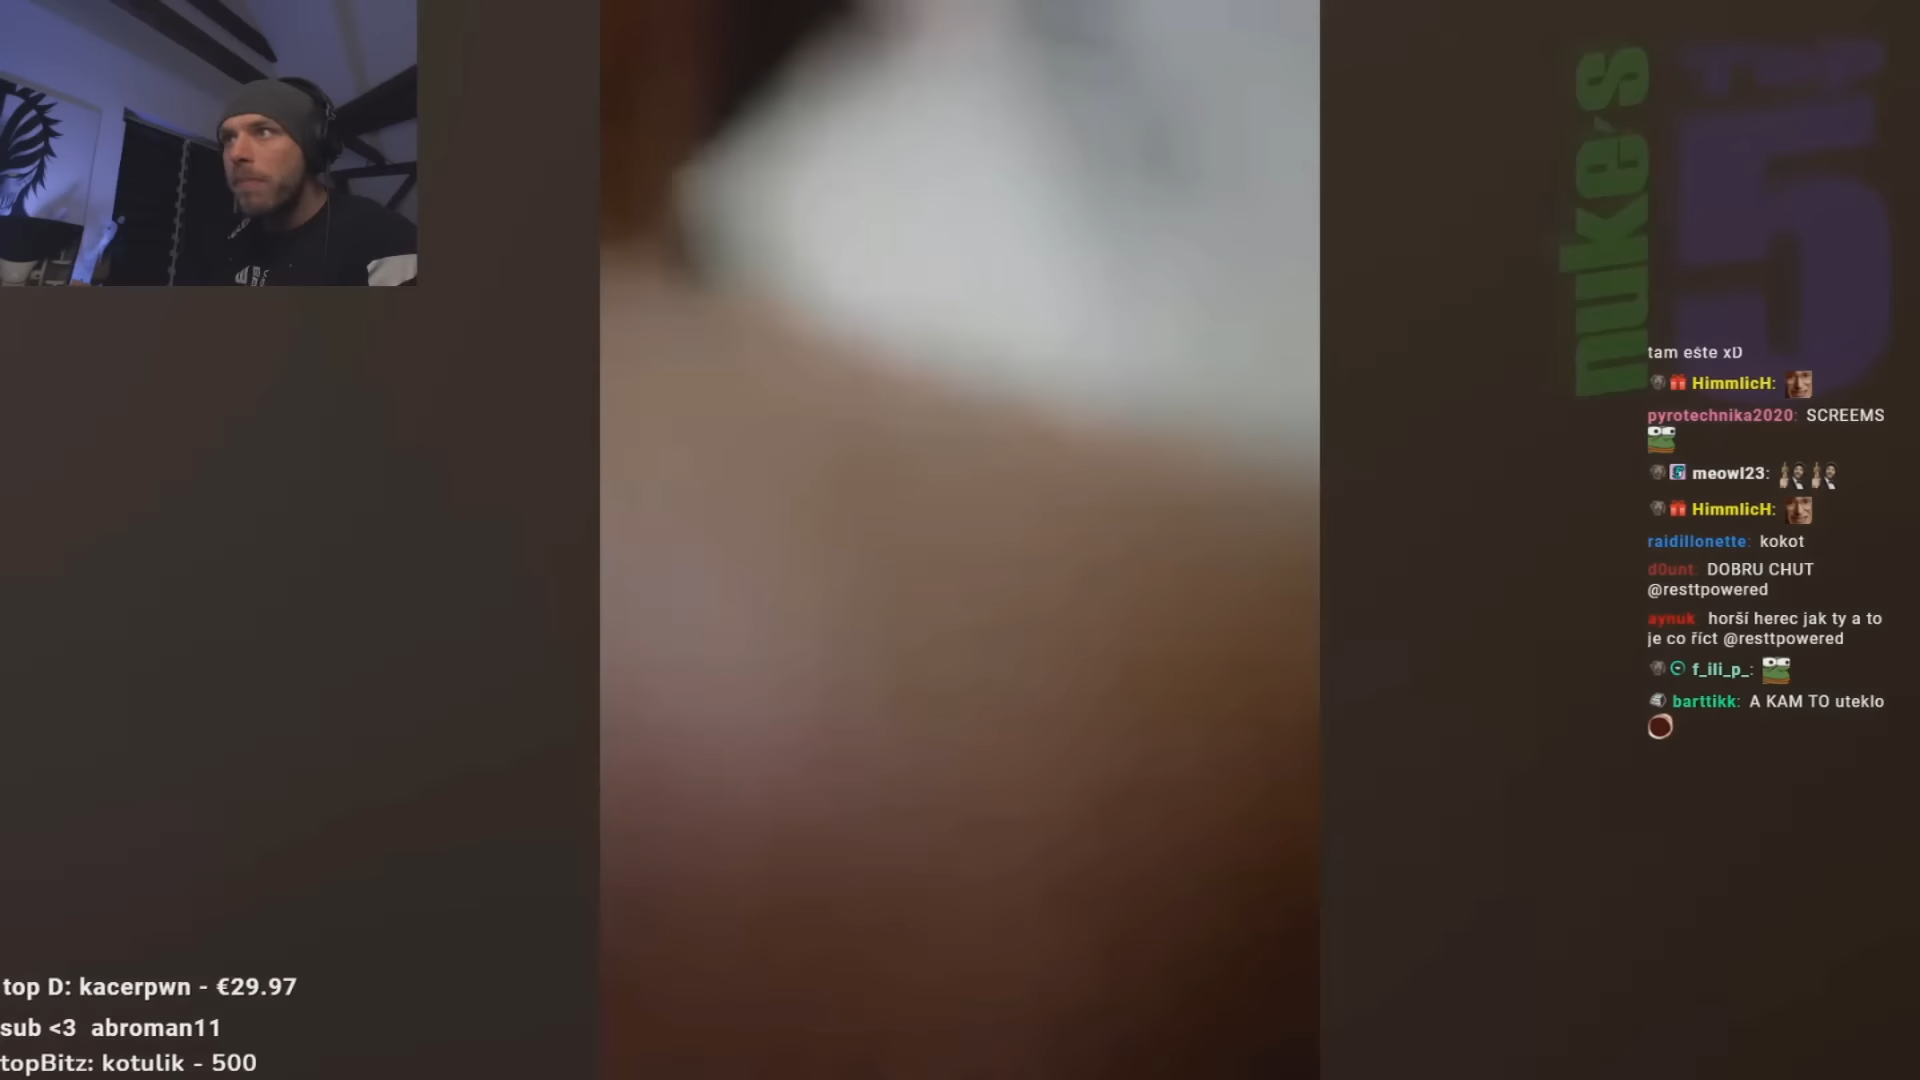 nuke's
5
tam ešte xD
HimmlicH:
pyrotechnika2020: SCREEMS
meowl23:
HimmlicH:
raidillonette: kokot
d0unt: DOBRU CHUT
@resttpowered
aynuk: horší herec jak ty a to
je co říct @resttpowered
f_ili_p_:
barttikk: A KAM TO uteklo
top D: kacerpwn - €29.97
sub <3 abroman11
topBitz: kotulik - 500